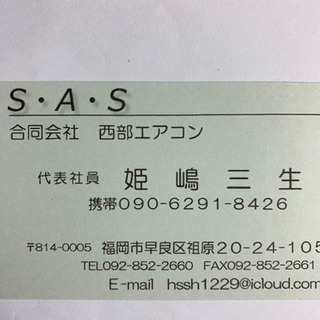 S・A・S
合同会社　西部エアコン
代表社員　姫嶋三生
携帯090-6291-8426
〒814-0005　福岡市早良区祖原20-24-105
TEL092-852-2660　FAX092-852-2661
E-mail　hssh1229@icloud.com